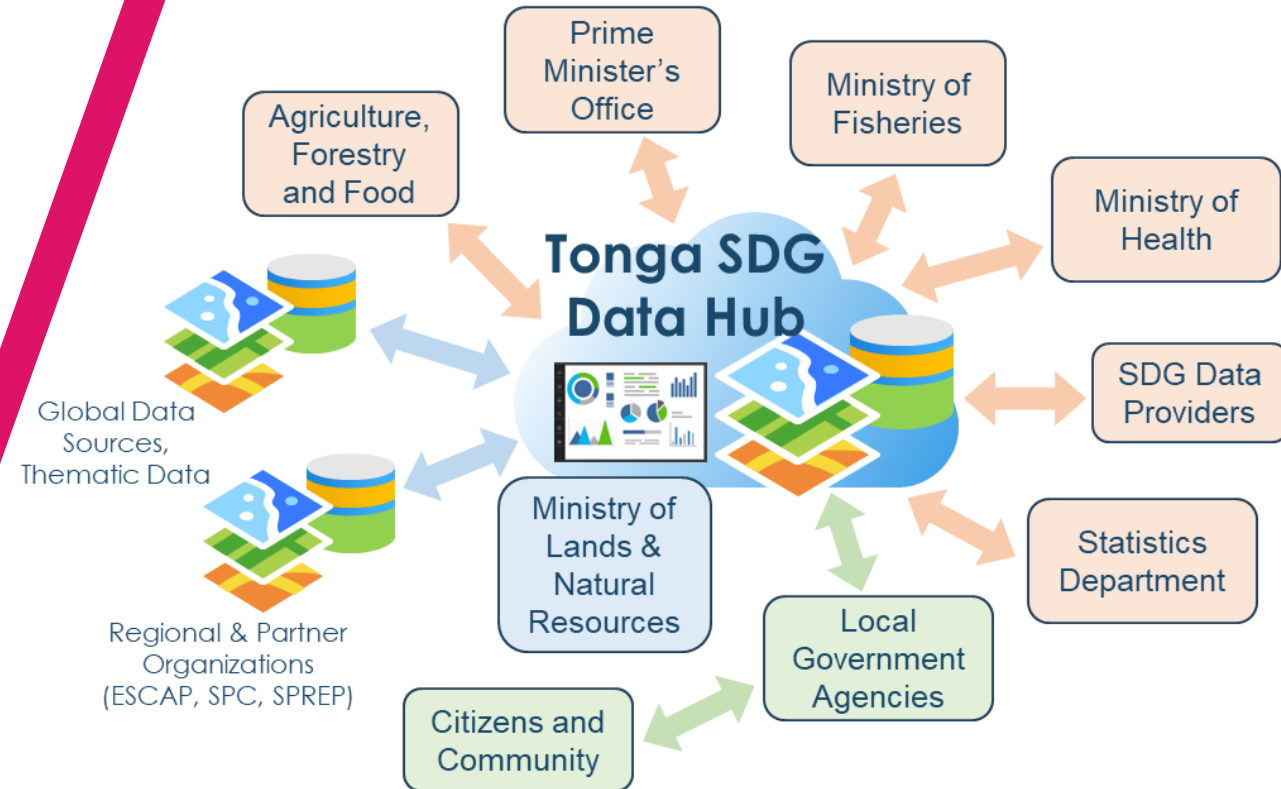 Prime
Minister's
Office
Ministry of
Fisheries
Agriculture,
Forestry
and Food
Ministry of
Health
Tonga SDG
Data Hub
SDG Data
Providers
Global Data
Sources,
Thematic Data
Ministry of
Lands &
Natural
Resources
Statistics
Department
Regional & Partner
Organizations
(ESCAP, SPC, SPREP)
Local
Government
Agencies
Citizens and
Community